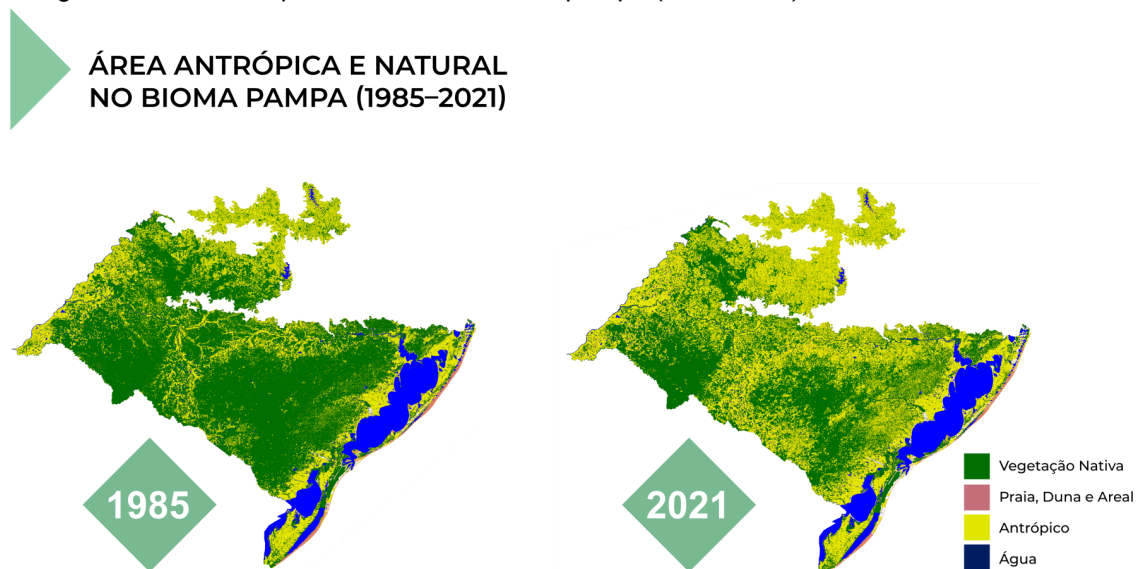 ÁREA ANTRÓPICA E NATURAL
NO BIOMA PAMPA (1985–2021)
1985
2021
Vegetação Nativa
Praia, Duna e Areal
Antrópico
Água